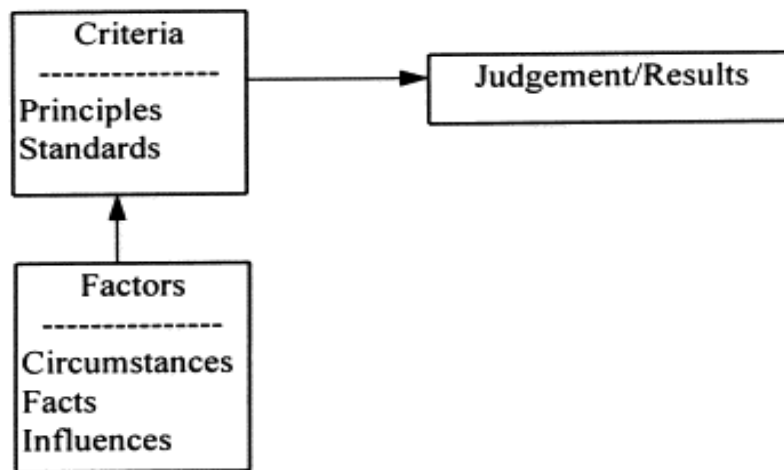 Criteria
---------------
Principles
Standards
Judgement/Results
Factors
---------------
Circumstances
Facts
Influences